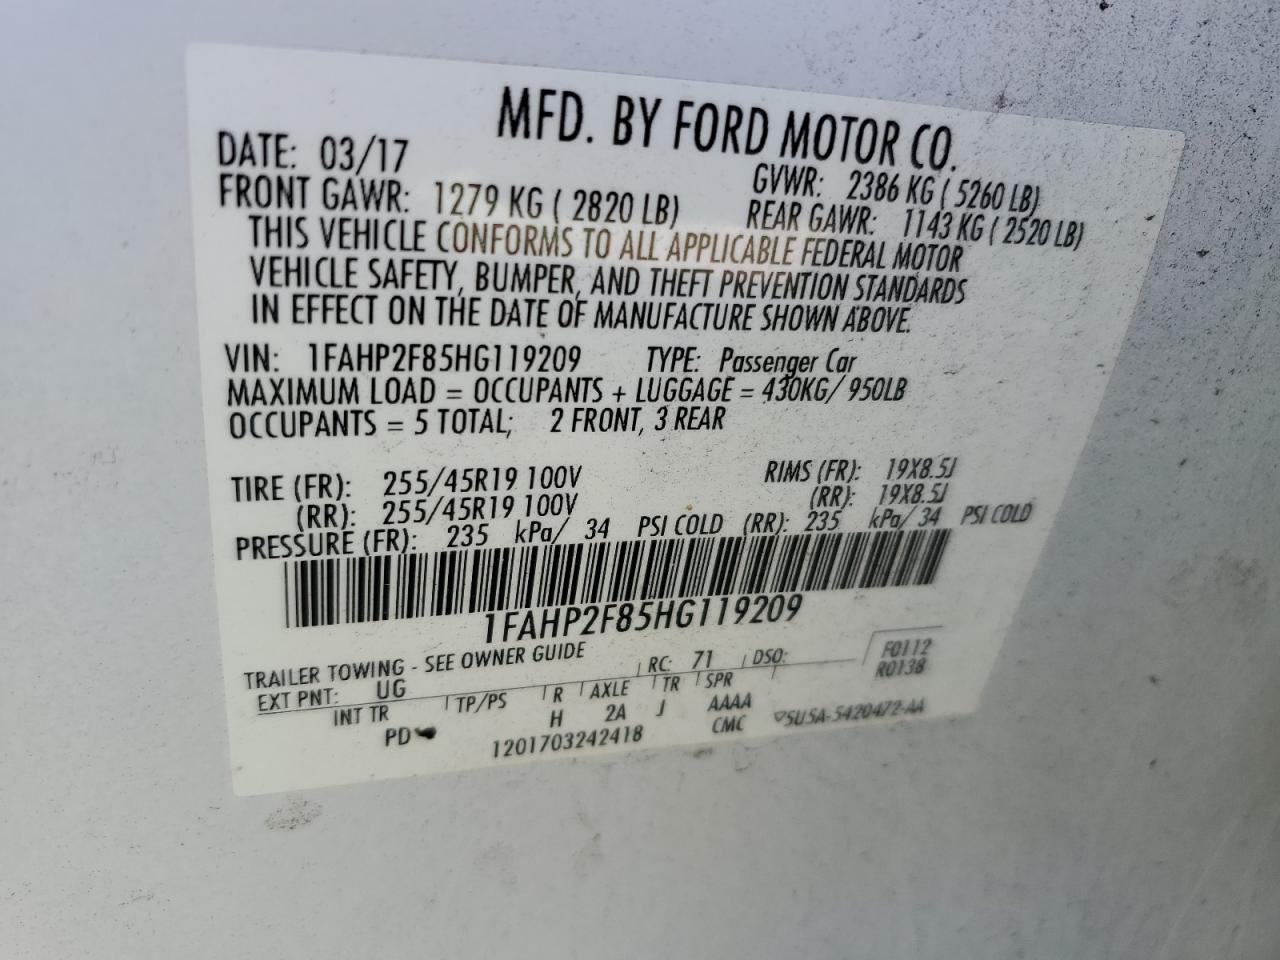 MFD. BY FORD MOTOR CO.
DATE: 03/17 GVWR: 2386 KG ( 5260 LB)
FRONT GAWR: 1279 KG ( 2820 LB) REAR GAWR: 1143 KG ( 2520 LB)
THIS VEHICLE CONFORMS TO ALL APPLICABLE FEDERAL MOTOR
VEHICLE SAFETY, BUMPER, AND THEFT PREVENTION STANDARDS
IN EFFECT ON THE DATE OF MANUFACTURE SHOWN ABOVE.
VIN: 1FAHP2F85HG119209 TYPE: Passenger Car
MAXIMUM LOAD = OCCUPANTS + LUGGAGE = 430KG/ 950LB
OCCUPANTS = 5 TOTAL; 2 FRONT, 3 REAR
TIRE (FR): 255/45R19 100V RIMS (FR): 19X8.5J
(RR): 255/45R19 100V (RR): 19X8.5J
PRESSURE (FR): 235 kPa/ 34 PSI COLD (RR): 235 kPa/ 34 PSI COLD
1FAHP2F85HG119209
TRAILER TOWING - SEE OWNER GUIDE F0112
EXT PNT: UG RC: 71 DSO: R0138
INT TR TP/PS R AXLE TR SPR
PD H 2A J AAAA
1201703242418 CMC 5U5A-5420472-AA